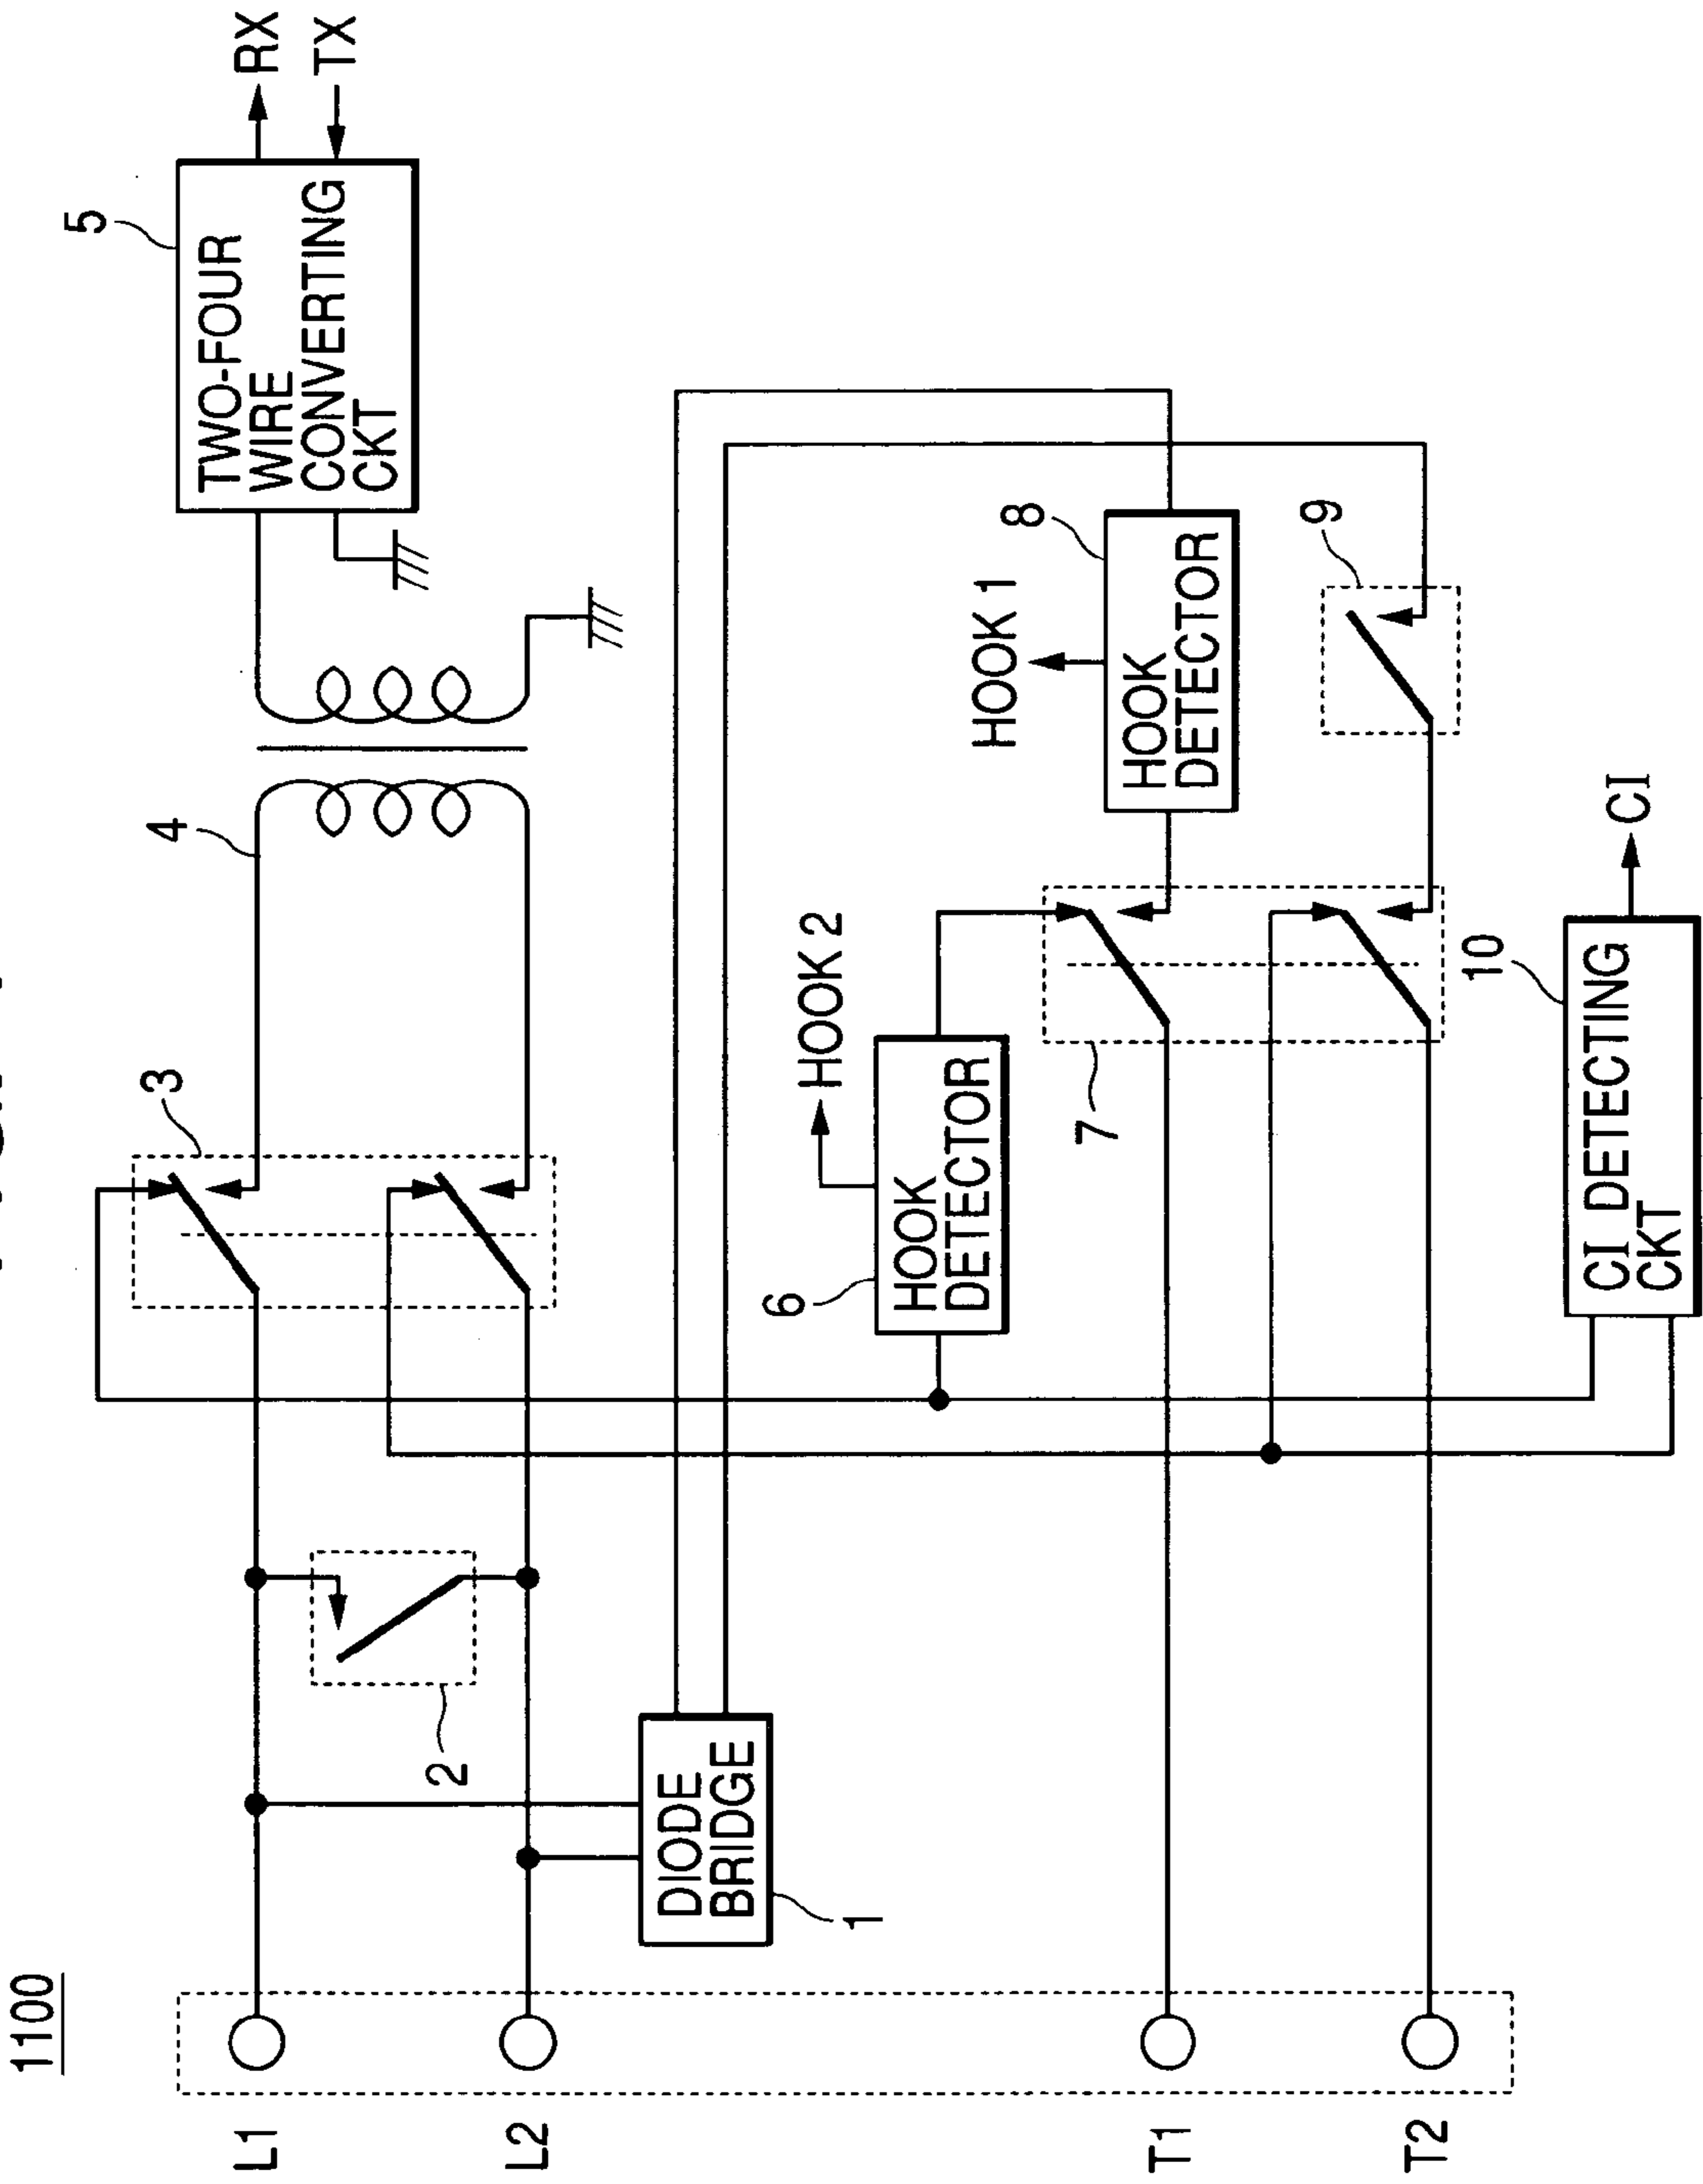 1100
L1
L2
T1
T2
DIODE
BRIDGE
1
2
3
4
5
TWO-FOUR
WIRE
CONVERTING
CKT
RX
TX
6
HOOK
DETECTOR
HOOK 2
7
8
HOOK
DETECTOR
HOOK 1
9
10
CI DETECTING
CKT
CI